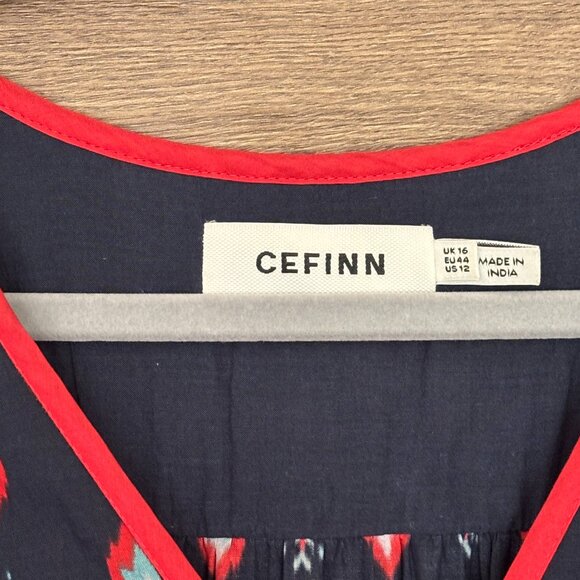 CEFINN
UK 16
EU 44
US 12
MADE IN
INDIA